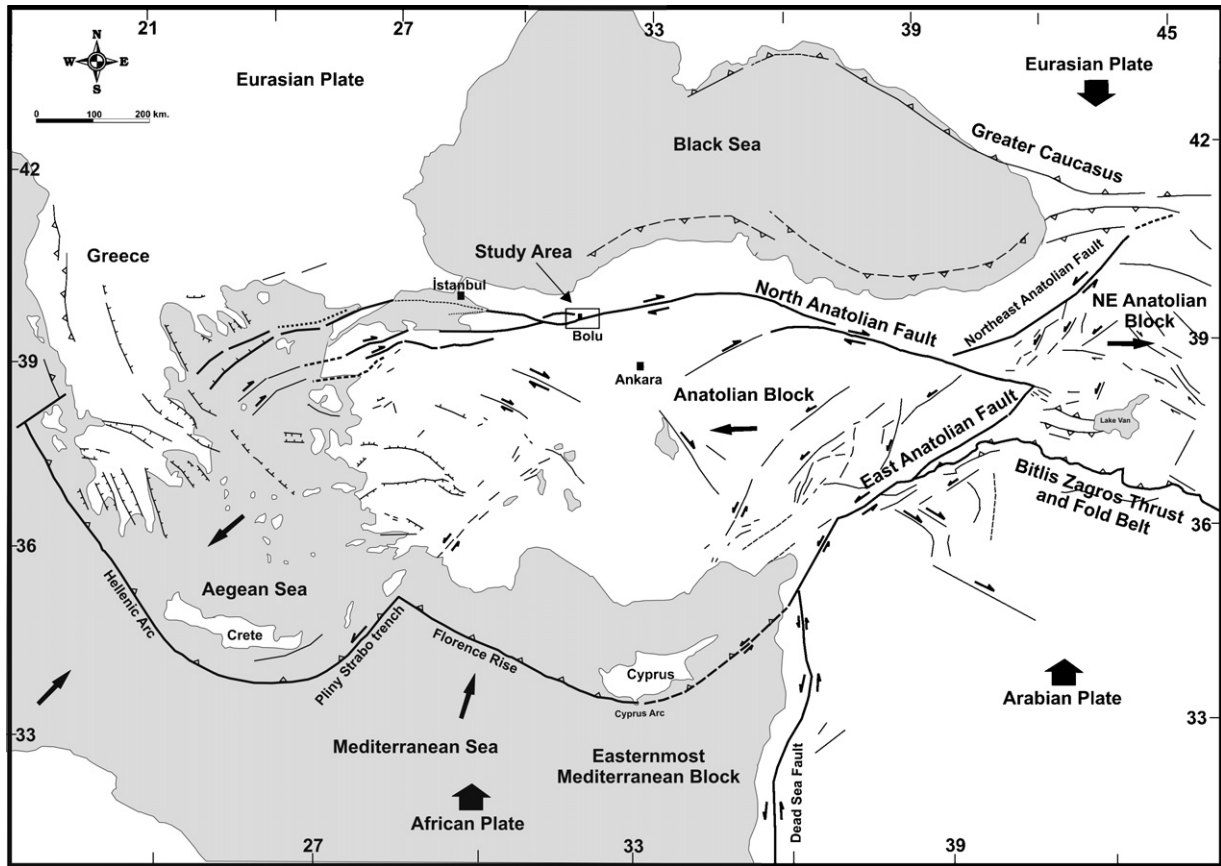 21
27
33
39
45
N
W E
S
Eurasian Plate
Eurasian Plate
0 100 200 km.
42
42
Black Sea
Greater Caucasus
Greece
Study Area
İstanbul
Bolu
North Anatolian Fault
Northeast Anatolian Fault
NE Anatolian
Block
39
39
Ankara
Anatolian Block
East Anatolian Fault
Lake Van
Bitlis Zagros Thrust
and Fold Belt
36
36
Aegean Sea
Hellenic Arc
Crete
Pliny Strabo trench
Florence Rise
Cyprus
Cyprus Arc
Arabian Plate
33
33
Mediterranean Sea
Easternmost
Mediterranean Block
Dead Sea Fault
African Plate
27
33
39